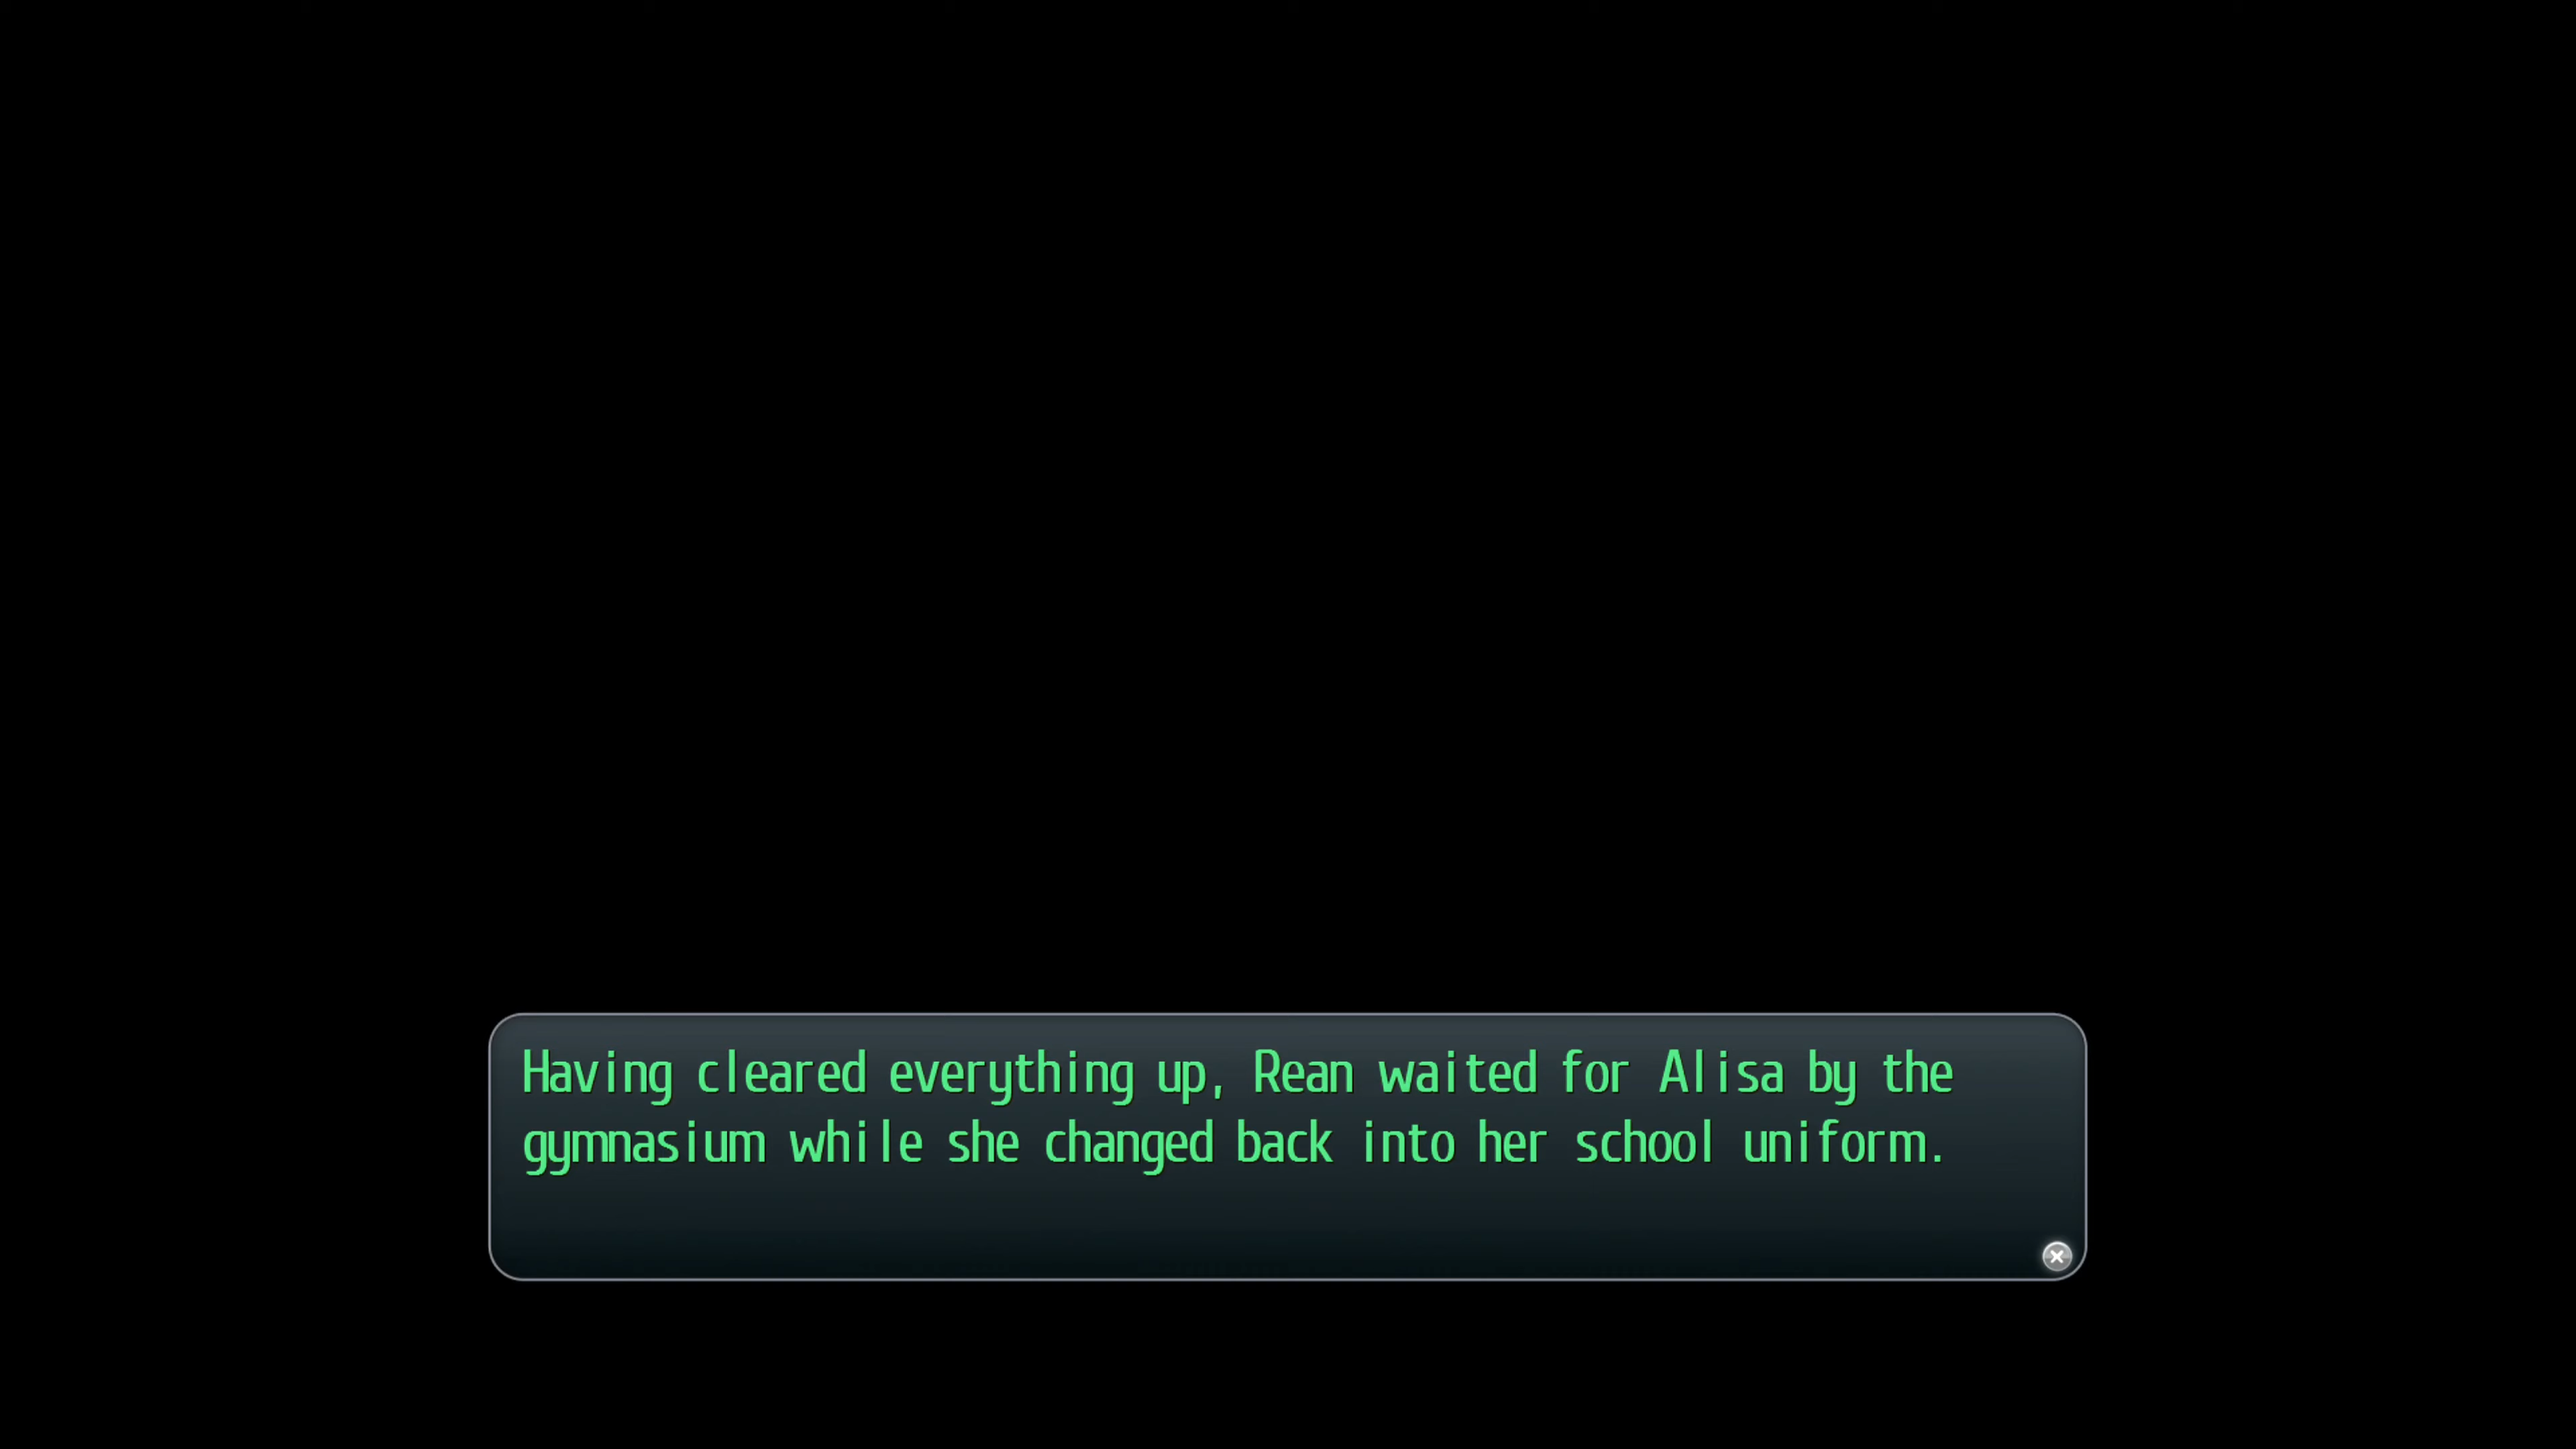 Having cleared everything up, Rean waited for Alisa by the
gymnasium while she changed back into her school uniform.